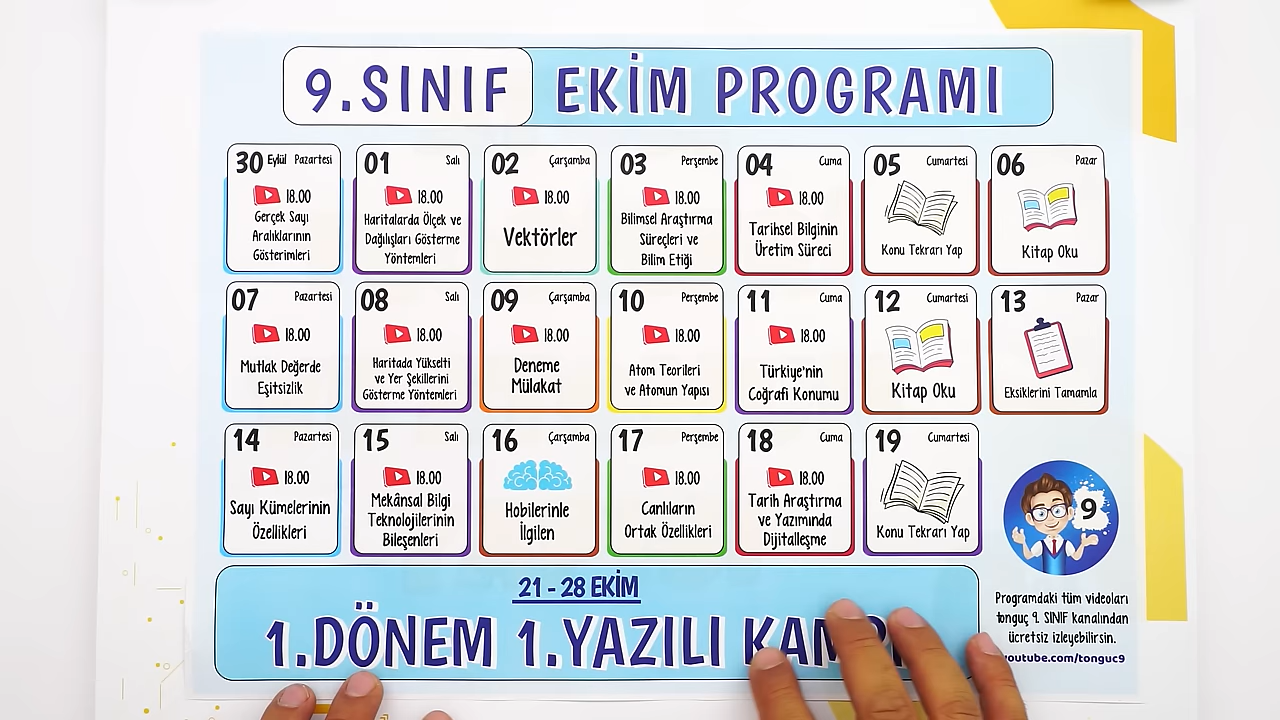 9.SINIF EKİM PROGRAMI
30 Eylül Pazartesi
18.00
Gerçek Sayı
Aralıklarının
Gösterimleri
01 Salı
18.00
Haritalarda Ölçek ve
Dağılışları Gösterme
Yöntemleri
02 Çarşamba
18.00
Vektörler
03 Perşembe
18.00
Bilimsel Araştırma
Süreçleri ve
Bilim Etiği
04 Cuma
18.00
Tarihsel Bilginin
Üretim Süreci
05 Cumartesi
Konu Tekrarı Yap
06 Pazar
Kitap Oku
07 Pazartesi
18.00
Mutlak Değerde
Eşitsizlik
08 Salı
18.00
Haritada Yükselti
ve Yer Şekillerini
Gösterme Yöntemleri
09 Çarşamba
18.00
Deneme
Mülakat
10 Perşembe
18.00
Atom Teorileri
ve Atomun Yapısı
11 Cuma
18.00
Türkiye'nin
Coğrafi Konumu
12 Cumartesi
Kitap Oku
13 Pazar
Eksiklerini Tamamla
14 Pazartesi
18.00
Sayı Kümelerinin
Özellikleri
15 Salı
18.00
Mekânsal Bilgi
Teknolojilerinin
Bileşenleri
16 Çarşamba
Hobilerinle
İlgilen
17 Perşembe
18.00
Canlıların
Ortak Özellikleri
18 Cuma
18.00
Tarih Araştırma
ve Yazımında
Dijitalleşme
19 Cumartesi
Konu Tekrarı Yap
9
Programdaki tüm videoları
tonguç 9. SINIF kanalından
ücretsiz izleyebilirsin.
youtube.com/tonguc9
21 - 28 EKİM
1.DÖNEM 1.YAZILI